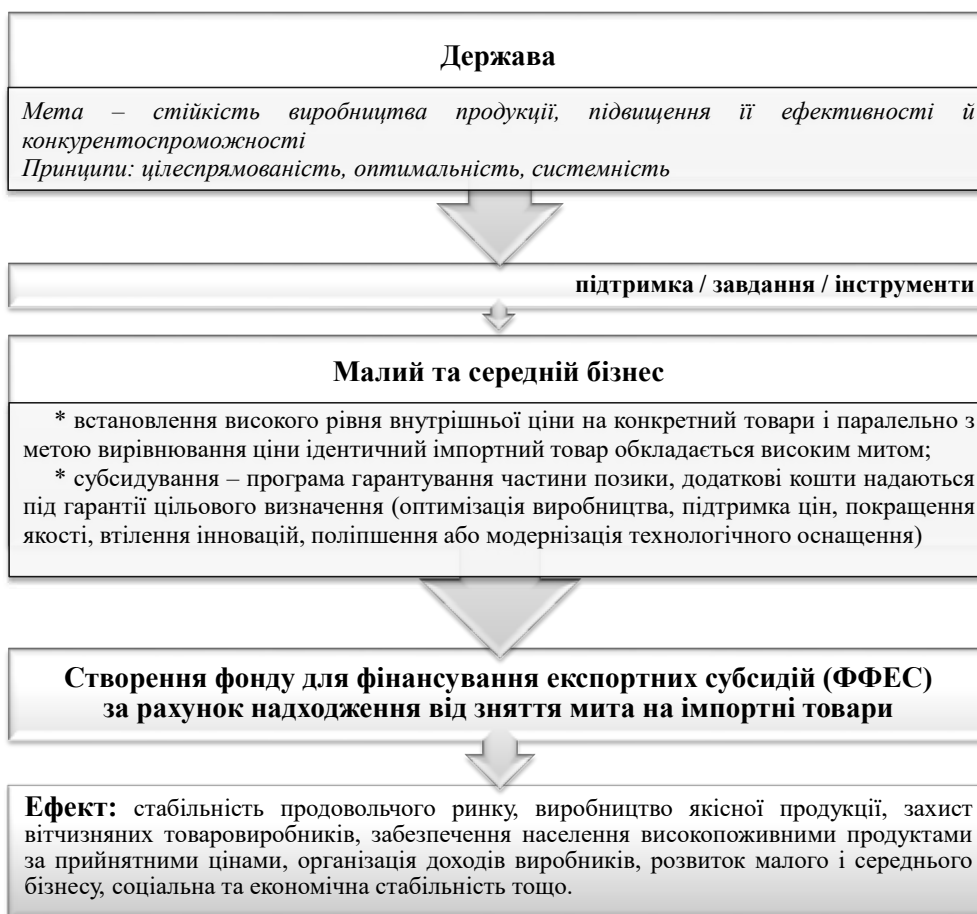 Держава
Мета – стійкість виробництва продукції, підвищення її ефективності й
конкурентоспроможності
Принципи: цілеспрямованість, оптимальність, системність
підтримка / завдання / інструменти
Малий та середній бізнес
* встановлення високого рівня внутрішньої ціни на конкретний товари і паралельно з
метою вирівнювання ціни ідентичний імпортний товар обкладається високим митом;
* субсидування – програма гарантування частини позики, додаткові кошти надаються
під гарантії цільового визначення (оптимізація виробництва, підтримка цін, покращення
якості, втілення інновацій, поліпшення або модернізація технологічного оснащення)
Створення фонду для фінансування експортних субсидій (ФФЕС)
за рахунок надходження від зняття мита на імпортні товари
Ефект: стабільність продовольчого ринку, виробництво якісної продукції, захист
вітчизняних товаровиробників, забезпечення населення високопоживними продуктами
за прийнятними цінами, організація доходів виробників, розвиток малого і середнього
бізнесу, соціальна та економічна стабільність тощо.